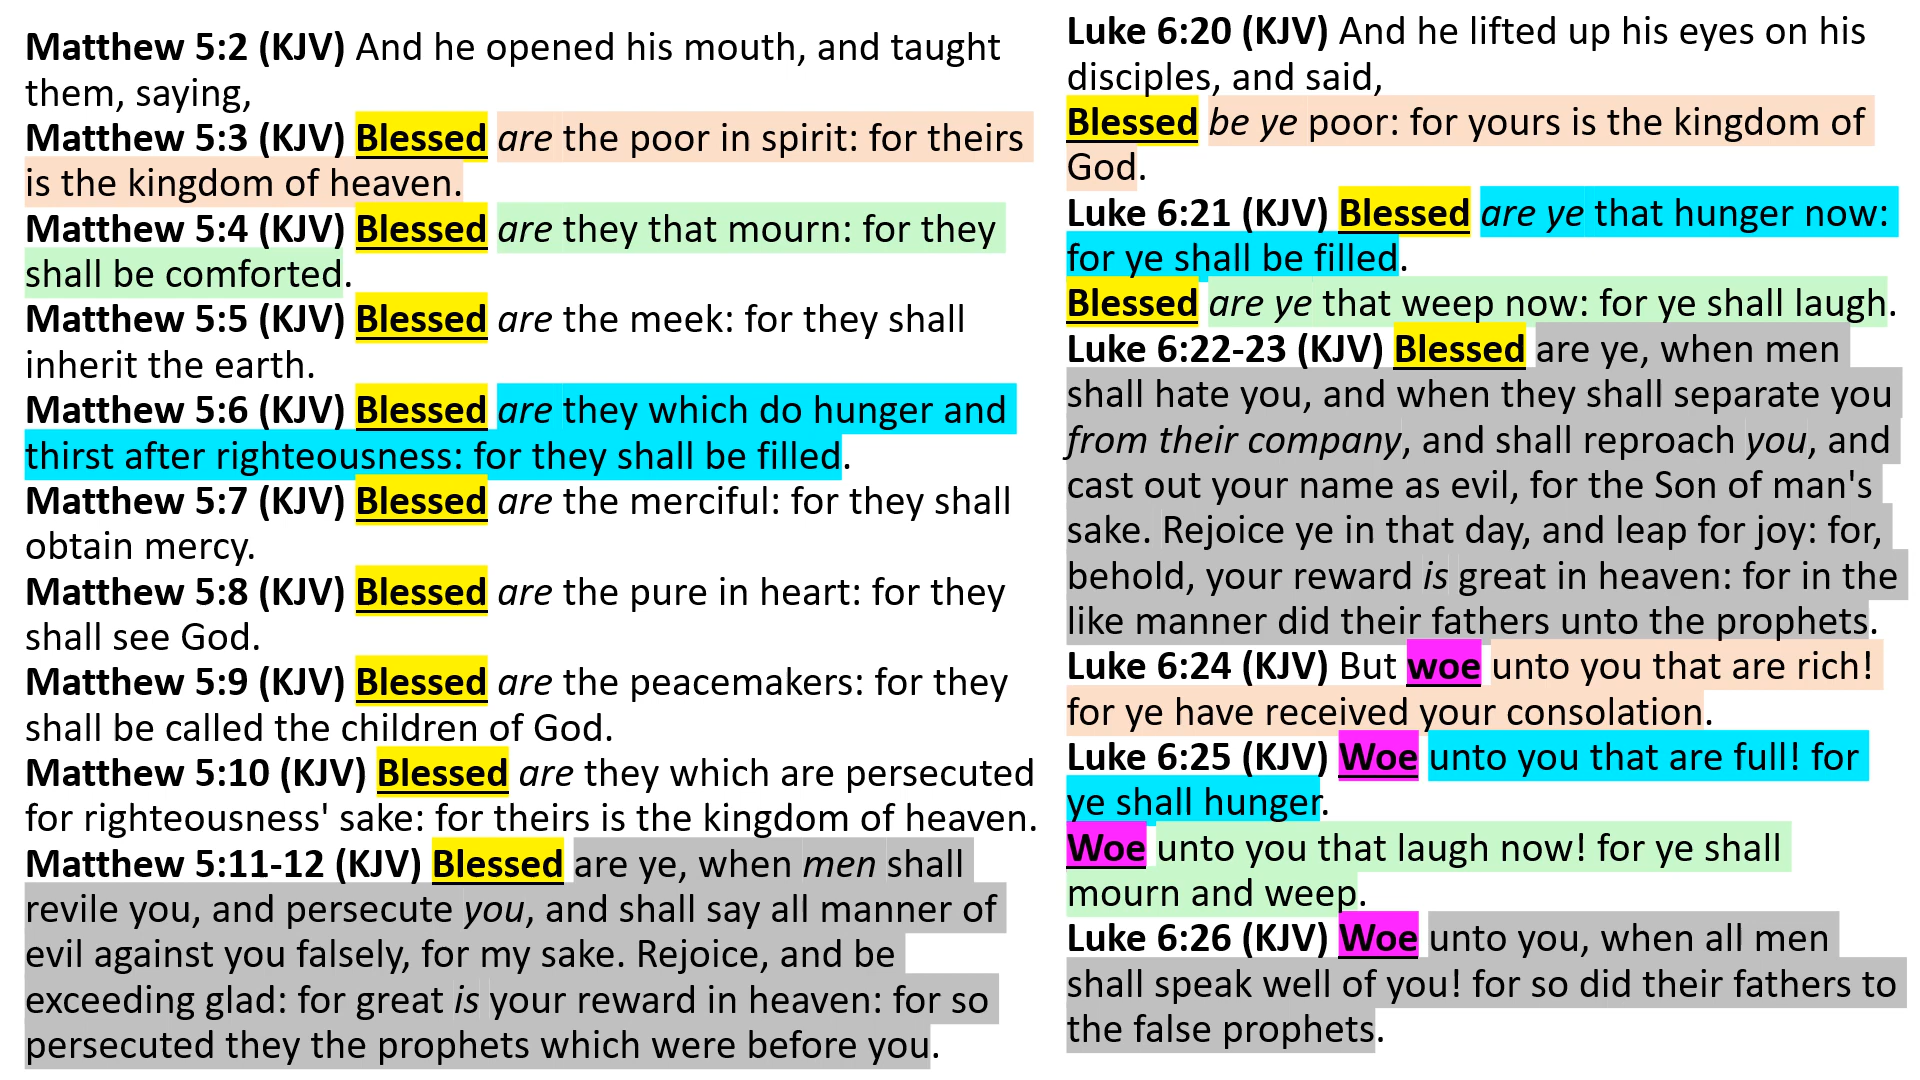 Matthew 5:2 (KJV) And he opened his mouth, and taught
them, saying,
Matthew 5:3 (KJV) Blessed are the poor in spirit: for theirs
is the kingdom of heaven.
Matthew 5:4 (KJV) Blessed are they that mourn: for they
shall be comforted.
Matthew 5:5 (KJV) Blessed are the meek: for they shall
inherit the earth.
Matthew 5:6 (KJV) Blessed are they which do hunger and
thirst after righteousness: for they shall be filled.
Matthew 5:7 (KJV) Blessed are the merciful: for they shall
obtain mercy.
Matthew 5:8 (KJV) Blessed are the pure in heart: for they
shall see God.
Matthew 5:9 (KJV) Blessed are the peacemakers: for they
shall be called the children of God.
Matthew 5:10 (KJV) Blessed are they which are persecuted
for righteousness' sake: for theirs is the kingdom of heaven.
Matthew 5:11-12 (KJV) Blessed are ye, when men shall
revile you, and persecute you, and shall say all manner of
evil against you falsely, for my sake. Rejoice, and be
exceeding glad: for great is your reward in heaven: for so
persecuted they the prophets which were before you.
Luke 6:20 (KJV) And he lifted up his eyes on his
disciples, and said,
Blessed be ye poor: for yours is the kingdom of
God.
Luke 6:21 (KJV) Blessed are ye that hunger now:
for ye shall be filled.
Blessed are ye that weep now: for ye shall laugh.
Luke 6:22-23 (KJV) Blessed are ye, when men
shall hate you, and when they shall separate you
from their company, and shall reproach you, and
cast out your name as evil, for the Son of man's
sake. Rejoice ye in that day, and leap for joy: for,
behold, your reward is great in heaven: for in the
like manner did their fathers unto the prophets.
Luke 6:24 (KJV) But woe unto you that are rich!
for ye have received your consolation.
Luke 6:25 (KJV) Woe unto you that are full! for
ye shall hunger.
Woe unto you that laugh now! for ye shall
mourn and weep.
Luke 6:26 (KJV) Woe unto you, when all men
shall speak well of you! for so did their fathers to
the false prophets.